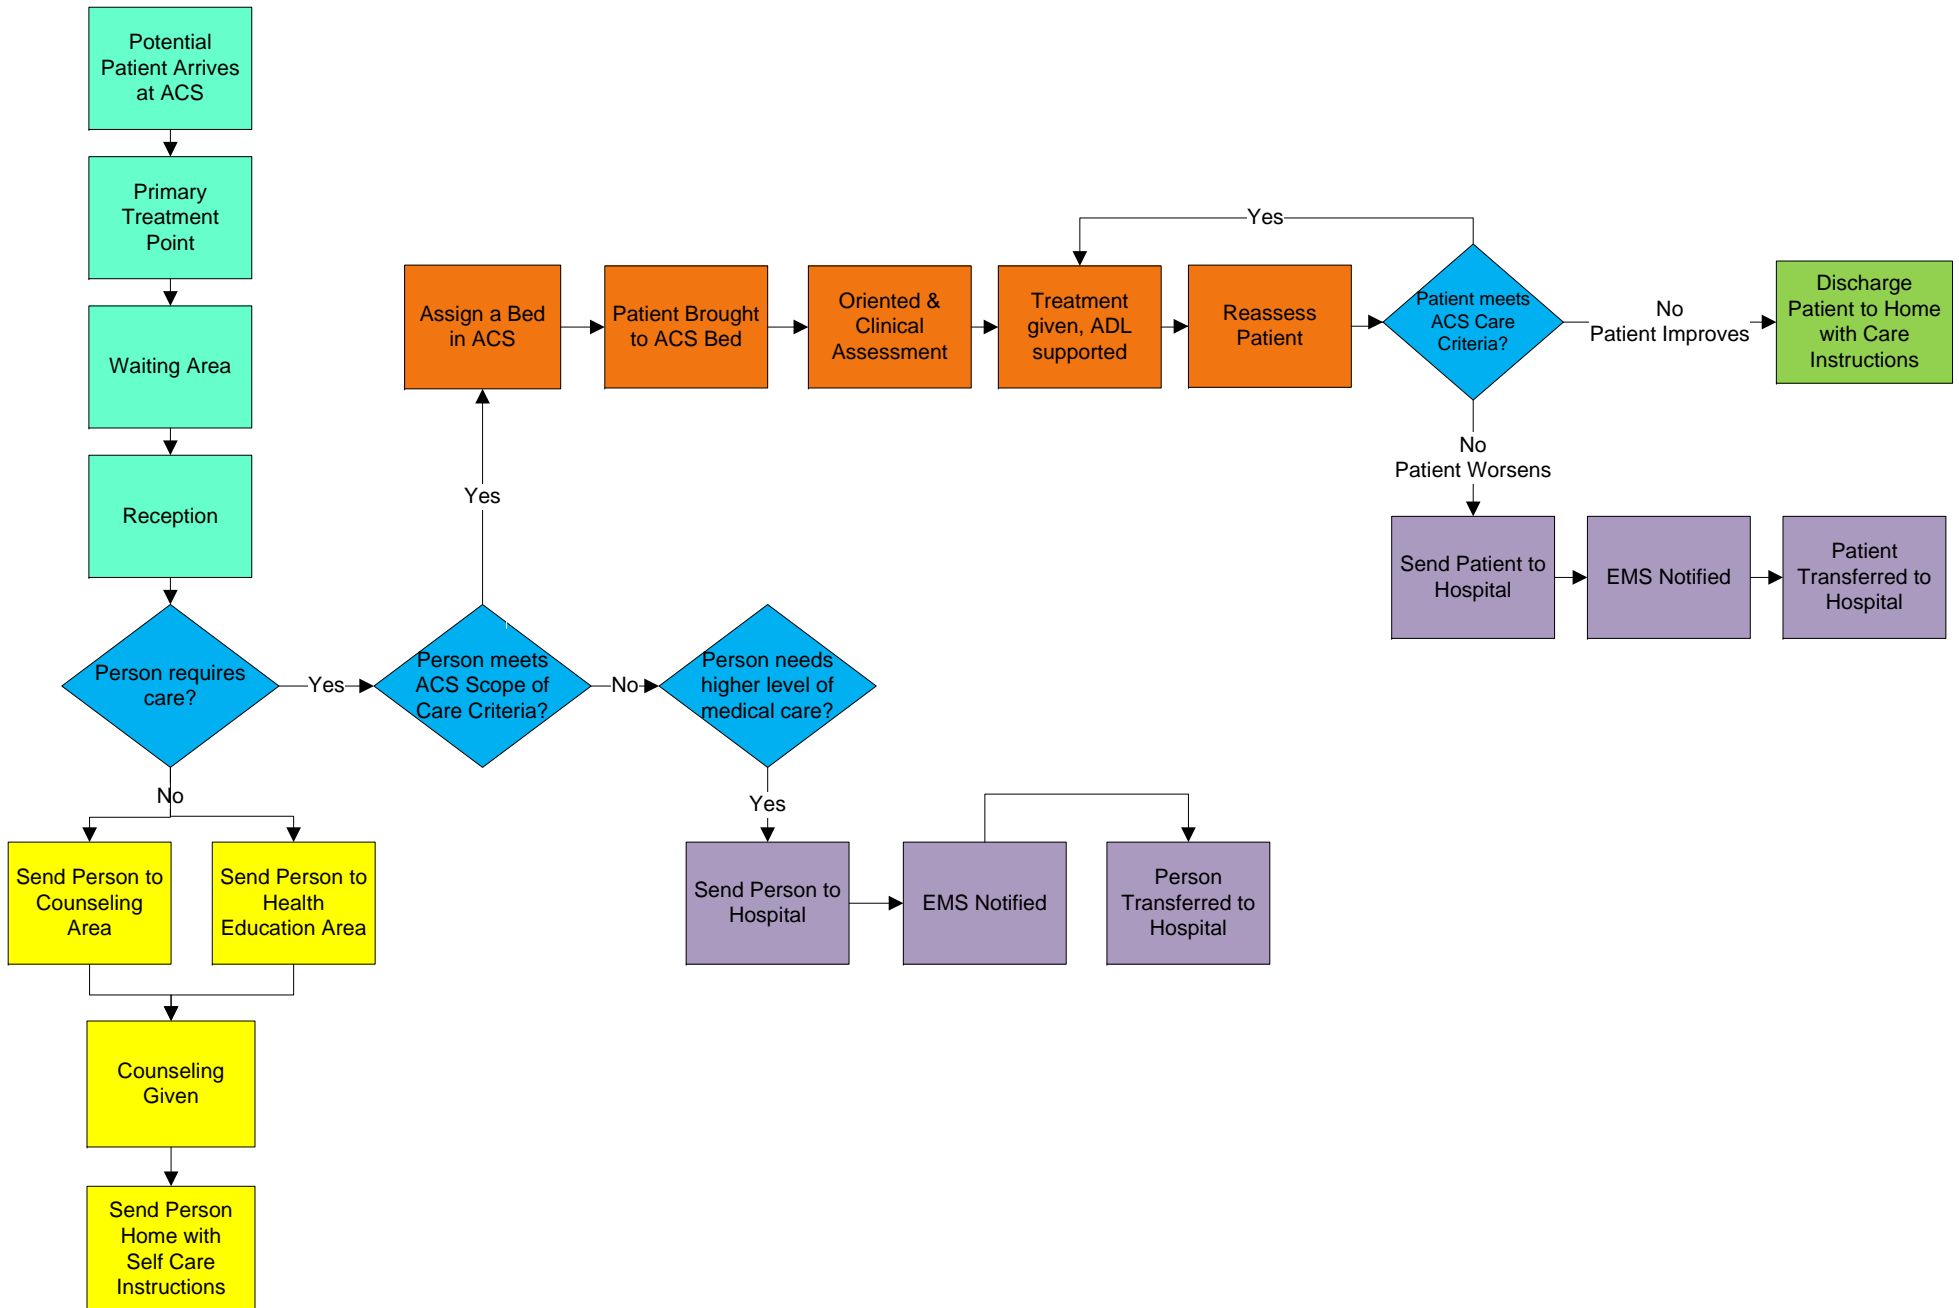 Potential
Patient Arrives
at ACS
Primary
Treatment
Point
Waiting Area
Reception
Person requires
care?
Yes
No
Send Person to
Counseling
Area
Send Person to
Health
Education Area
Counseling
Given
Send Person
Home with
Self Care
Instructions
Person meets
ACS Scope of
Care Criteria?
Yes
No
Person needs
higher level of
medical care?
Yes
Send Person to
Hospital
EMS Notified
Person
Transferred to
Hospital
Assign a Bed
in ACS
Patient Brought
to ACS Bed
Oriented &
Clinical
Assessment
Treatment
given, ADL
supported
Reassess
Patient
Patient meets
ACS Care
Criteria?
Yes
No
Patient Improves
Discharge
Patient to Home
with Care
Instructions
No
Patient Worsens
Send Patient to
Hospital
EMS Notified
Patient
Transferred to
Hospital